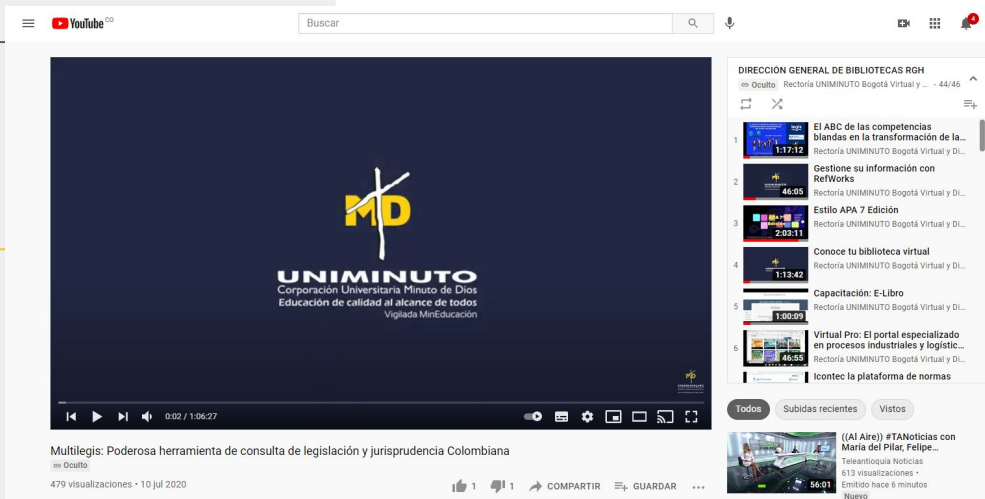 YouTube CO
Buscar
4
MD
UNIMINUTO
Corporación Universitaria Minuto de Dios
Educación de calidad al alcance de todos
Vigilada MinEducación
0:02 / 1:06:27
Multilegis: Poderosa herramienta de consulta de legislación y jurisprudencia Colombiana
Oculto
479 visualizaciones • 10 jul 2020
1
1
COMPARTIR
GUARDAR
DIRECCIÓN GENERAL DE BIBLIOTECAS RGH
Oculto Rectoría UNIMINUTO Bogotá Virtual y ... - 44/46
1
1:17:12
El ABC de las competencias
blandas en la transformación de la...
Rectoría UNIMINUTO Bogotá Virtual y Di...
2
46:05
Gestione su información con
RefWorks
Rectoría UNIMINUTO Bogotá Virtual y Di...
3
2:03:11
Estilo APA 7 Edición
Rectoría UNIMINUTO Bogotá Virtual y Di...
4
1:13:42
Conoce tu biblioteca virtual
Rectoría UNIMINUTO Bogotá Virtual y Di...
5
1:00:09
Capacitación: E-Libro
Rectoría UNIMINUTO Bogotá Virtual y Di...
6
46:55
Virtual Pro: El portal especializado
en procesos industriales y logístic...
Rectoría UNIMINUTO Bogotá Virtual y Di...
Icontec la plataforma de normas
Todos
Subidas recientes
Vistos
56:01
((Al Aire)) #TANoticias con
María del Pilar, Felipe...
Teleantioquia Noticias
613 visualizaciones •
Emitido hace 6 minutos
Nuevo